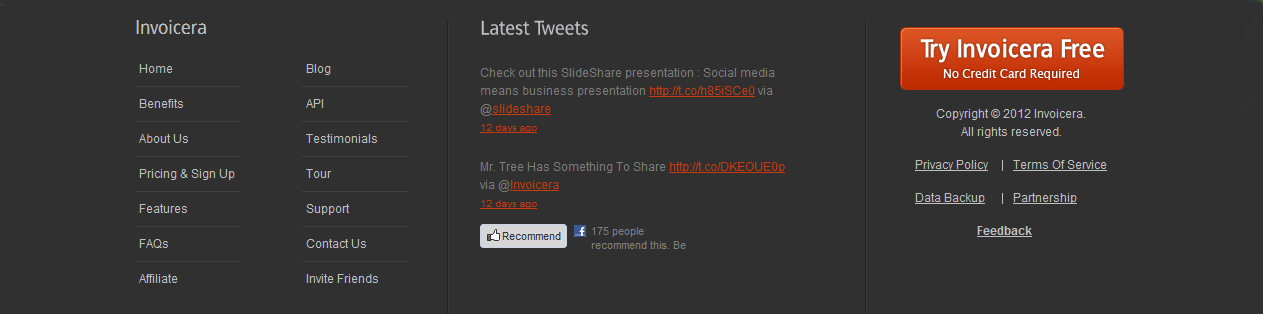 Invoicera
Home
Benefits
About Us
Pricing & Sign Up
Features
FAQs
Affiliate
Blog
API
Testimonials
Tour
Support
Contact Us
Invite Friends
Latest Tweets
Check out this SlideShare presentation : Social media
means business presentation http://t.co/h85iSCe0 via
@slideshare
12 days ago
Mr. Tree Has Something To Share http://t.co/DKEOUE0p
via @Invoicera
12 days ago
Recommend
175 people
recommend this. Be
Try Invoicera Free
No Credit Card Required
Copyright © 2012 Invoicera.
All rights reserved.
Privacy Policy | Terms Of Service
Data Backup | Partnership
Feedback